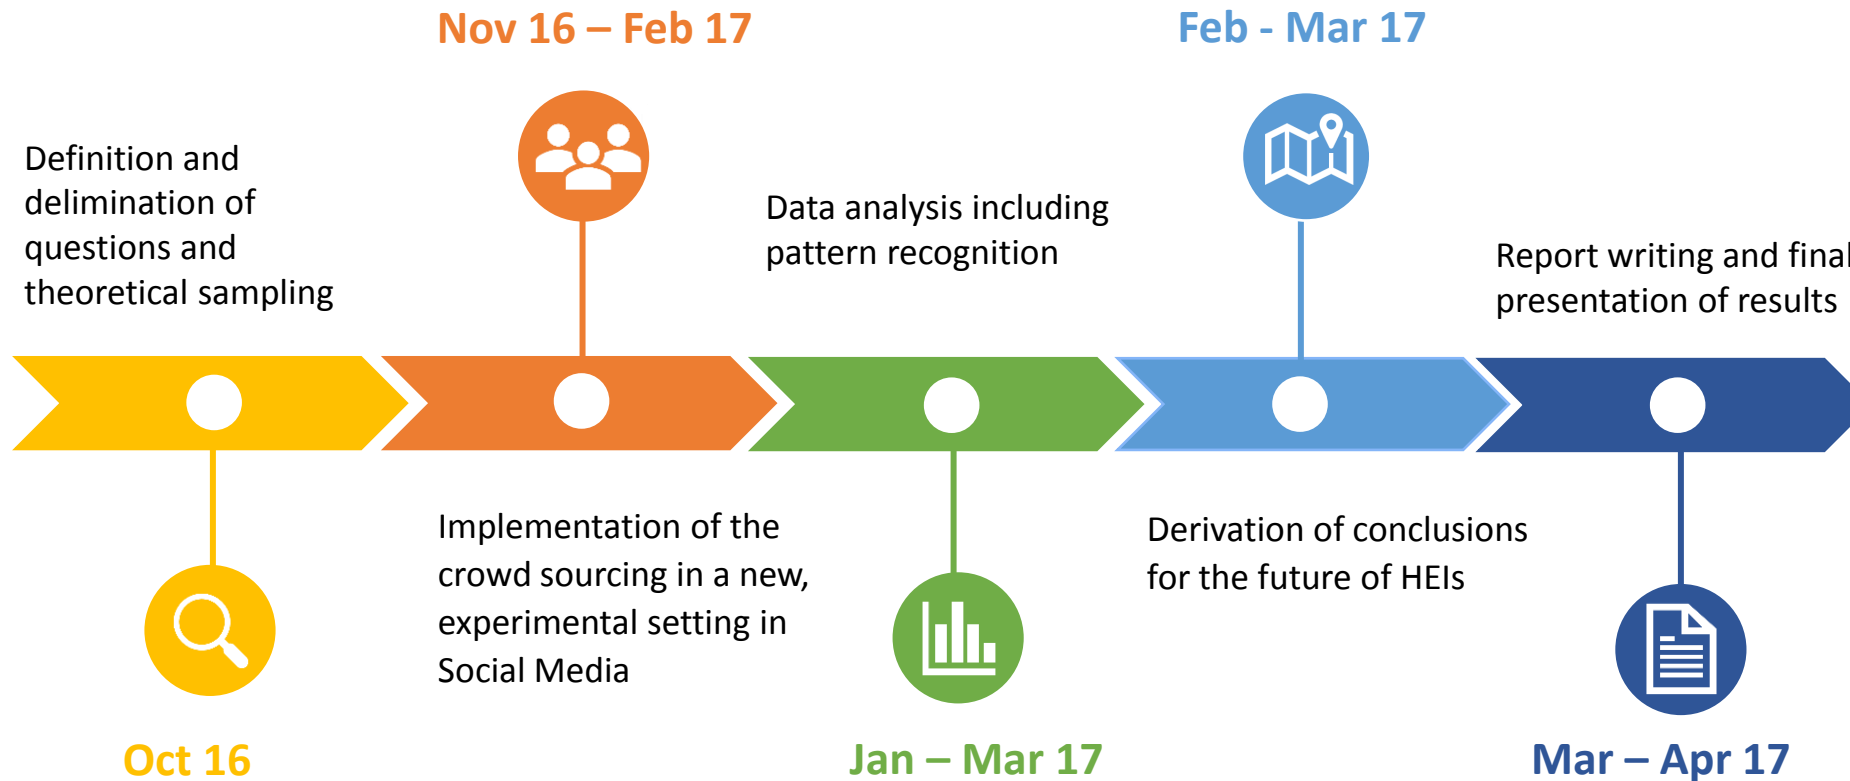 Nov 16 – Feb 17
Feb - Mar 17
Definition and
delimination of
questions and
theoretical sampling
Data analysis including
pattern recognition
Report writing and final
presentation of results
Implementation of the
crowd sourcing in a new,
experimental setting in
Social Media
Derivation of conclusions
for the future of HEIs
Oct 16
Jan – Mar 17
Mar – Apr 17